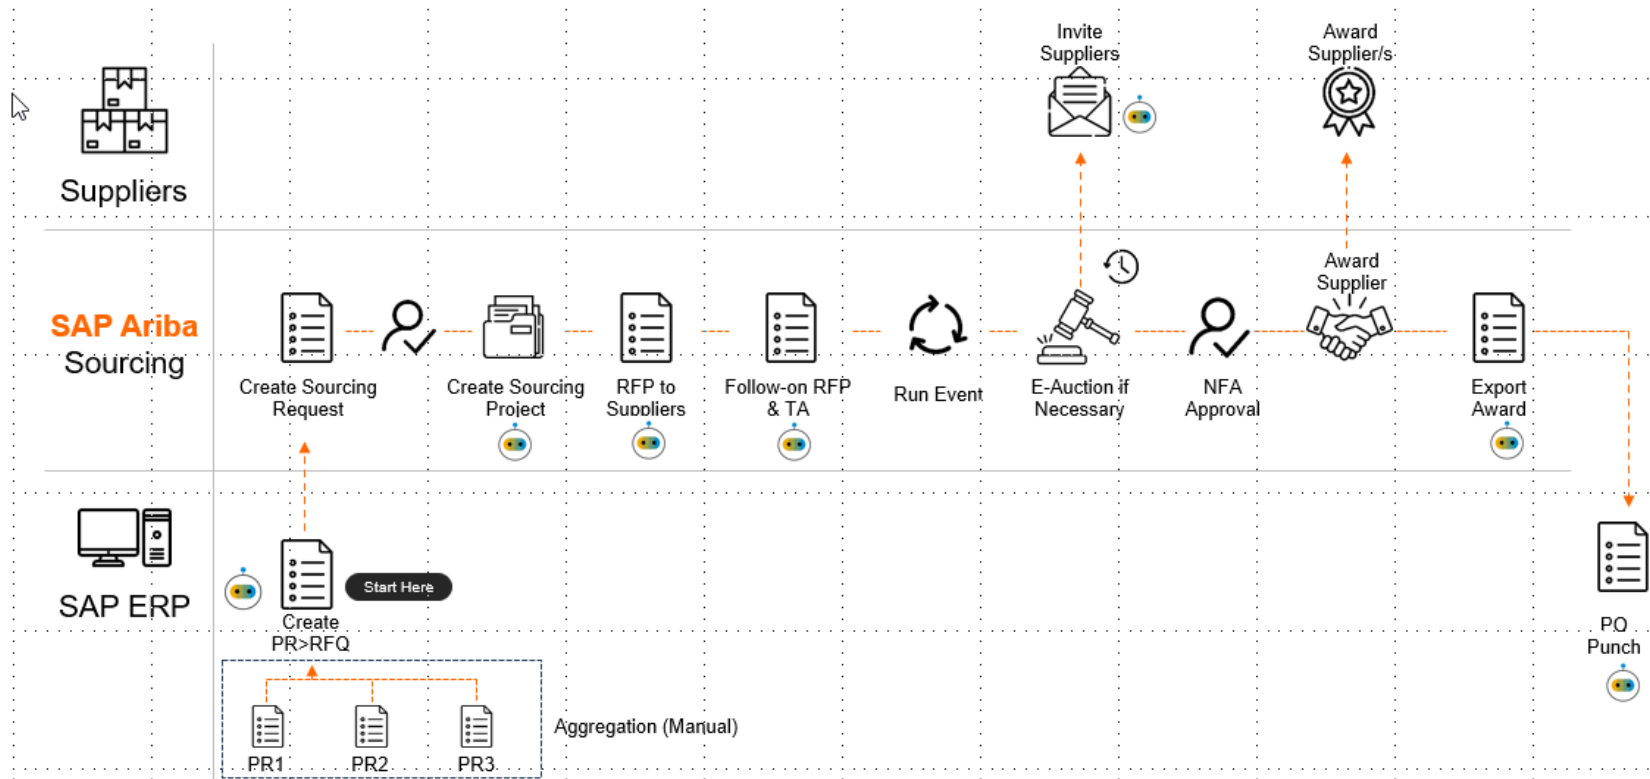 Invite
Suppliers
Award
Supplier/s
Suppliers
SAP Ariba
Sourcing
Create Sourcing
Request
Create Sourcing
Project
RFP to
Suppliers
Follow-on RFP
& TA
Run Event
E-Auction if
Necessary
NFA
Approval
Award
Supplier
Export
Award
SAP ERP
Start Here
Create
PR>RFQ
PO
Punch
Aggregation (Manual)
PR1
PR2
PR3